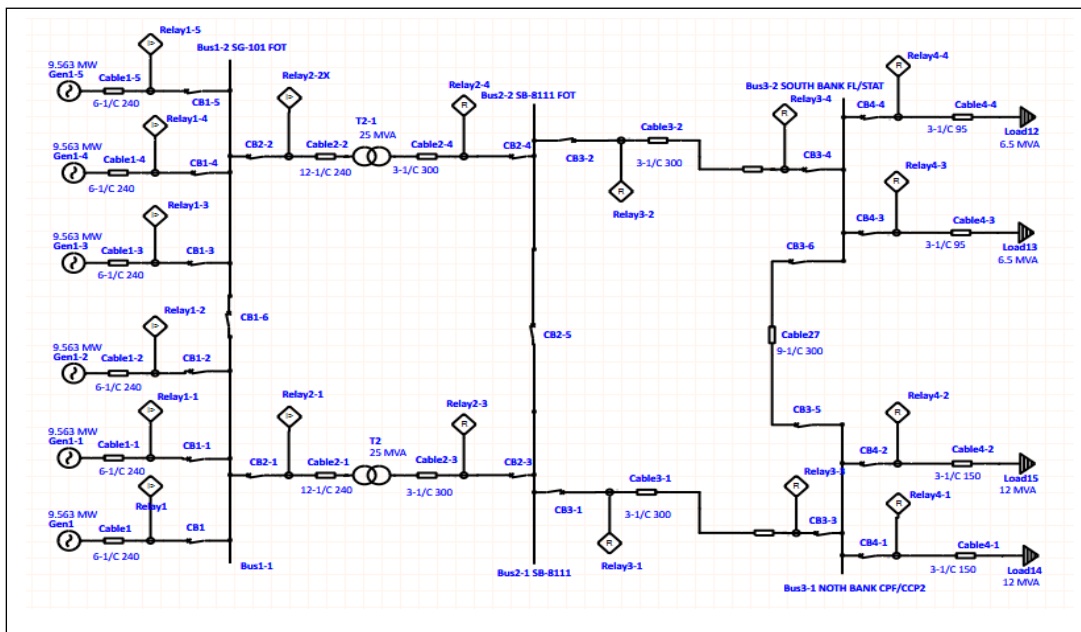 Relay1-5
9.563 MW
Gen1-5
Cable1-5
6-1/C 240
CB1-5
Bus1-2 SG-101 FOT
Relay1-4
9.563 MW
Gen1-4
Cable1-4
6-1/C 240
CB1-4
Relay1-3
9.563 MW
Gen1-3
Cable1-3
6-1/C 240
CB1-3
CB1-6
Relay1-2
9.563 MW
Gen1-2
Cable1-2
6-1/C 240
CB1-2
Relay1-1
9.563 MW
Gen1-1
Cable1-1
6-1/C 240
CB1-1
Relay1
9.563 MW
Gen1
Cable1
6-1/C 240
CB1
Bus1-1
Relay2-2X
I>
CB2-2
Cable2-2
12-1/C 240
T2-1
25 MVA
Relay2-4
R
Cable2-4
3-1/C 300
CB2-4
Bus2-2 SB-8111 FOT
CB2-5
Relay2-1
I>
CB2-1
Cable2-1
12-1/C 240
T2
25 MVA
Relay2-3
R
Cable2-3
3-1/C 300
CB2-3
Bus2-1 SB-8111
CB3-2
Cable3-2
3-1/C 300
R
Relay3-2
Bus3-2 SOUTH BANK FL/STAT
Relay3-4
R
CB3-4
CB3-6
Cable27
9-1/C 300
CB3-5
CB3-1
Cable3-1
3-1/C 300
R
Relay3-1
Relay3-3
R
CB3-3
Bus3-1 NOTH BANK CPF/CCP2
Relay4-4
R
CB4-4
Cable4-4
3-1/C 95
Load12
6.5 MVA
Relay4-3
R
CB4-3
Cable4-3
3-1/C 95
Load13
6.5 MVA
Relay4-2
R
CB4-2
Cable4-2
3-1/C 150
Load15
12 MVA
Relay4-1
R
CB4-1
Cable4-1
3-1/C 150
Load14
12 MVA